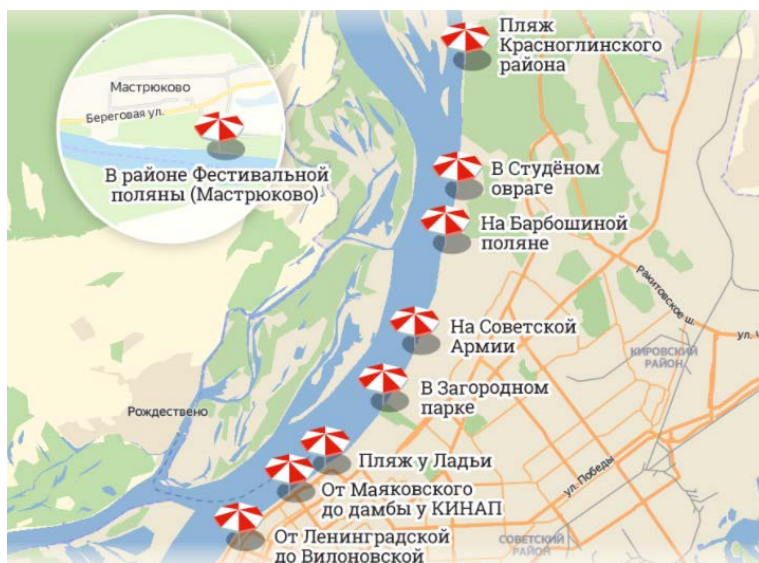 Пляж
Красноглинского
района
Мастрюково
Береговая ул.
В районе Фестивальной
поляны (Мастрюково)
В Студёном
овраге
На Барбошиной
поляне
Ракитовское ш.
ул. Ч
На Советской
Армии
КИРОВСКИЙ
РАЙОН
В Загородном
парке
Рождествено
Пляж у Ладьи
ул. Победы
От Маяковского
до дамбы у КИНАП
От Ленинградской
до Вилоновской
СОВЕТСКИЙ
РАЙОН